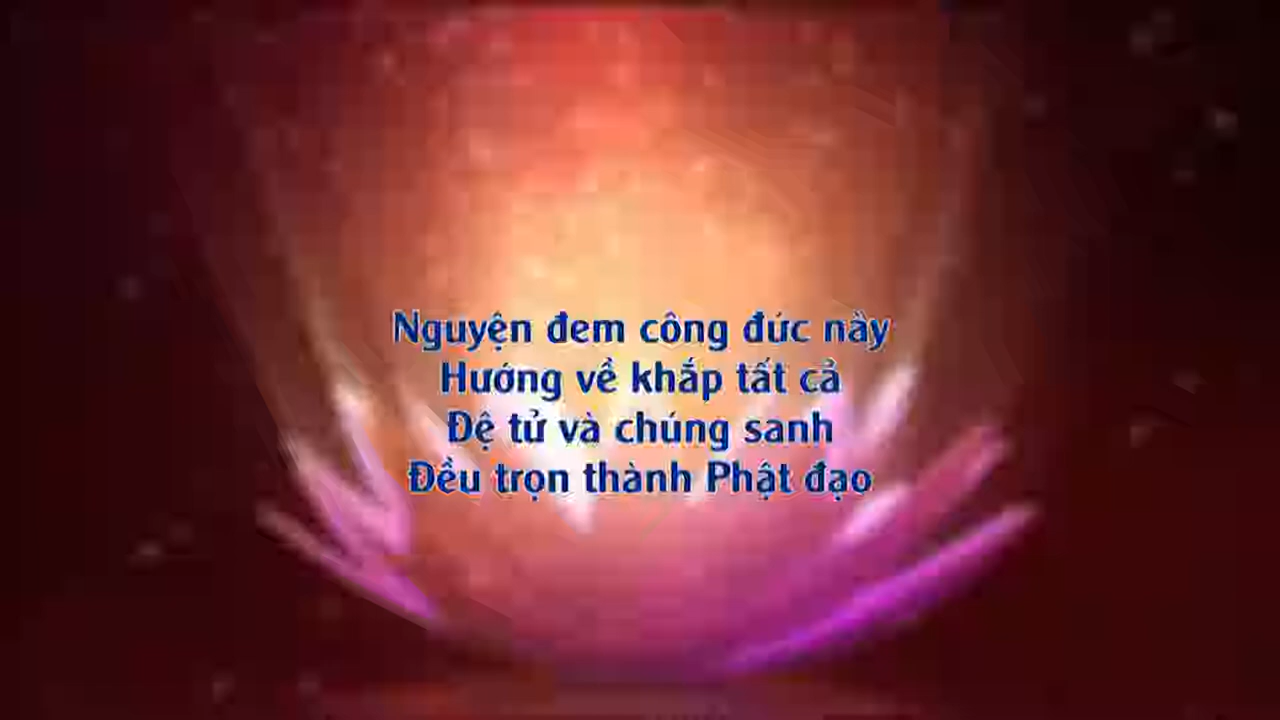 Nguyện đem công đức này
Hướng về khắp tất cả
Đệ tử và chúng sanh
Đều trọn thành Phật đạo